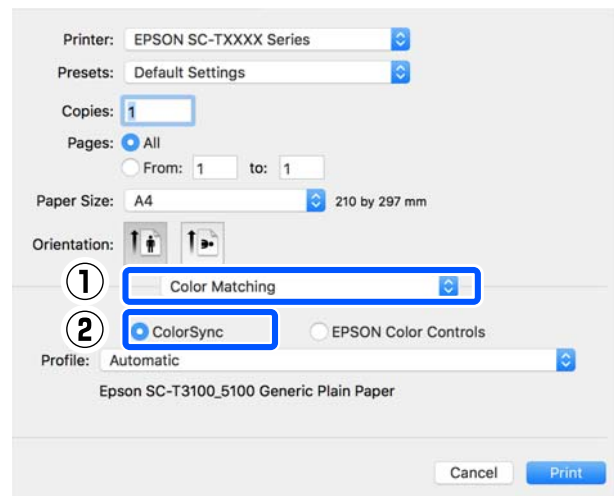 Printer: EPSON SC-TXXXX Series
Presets: Default Settings
Copies: 1
Pages: All
From: 1 to: 1
Paper Size: A4 210 by 297 mm
Orientation:
① Color Matching
② ColorSync EPSON Color Controls
Profile: Automatic
Epson SC-T3100_5100 Generic Plain Paper
Cancel Print